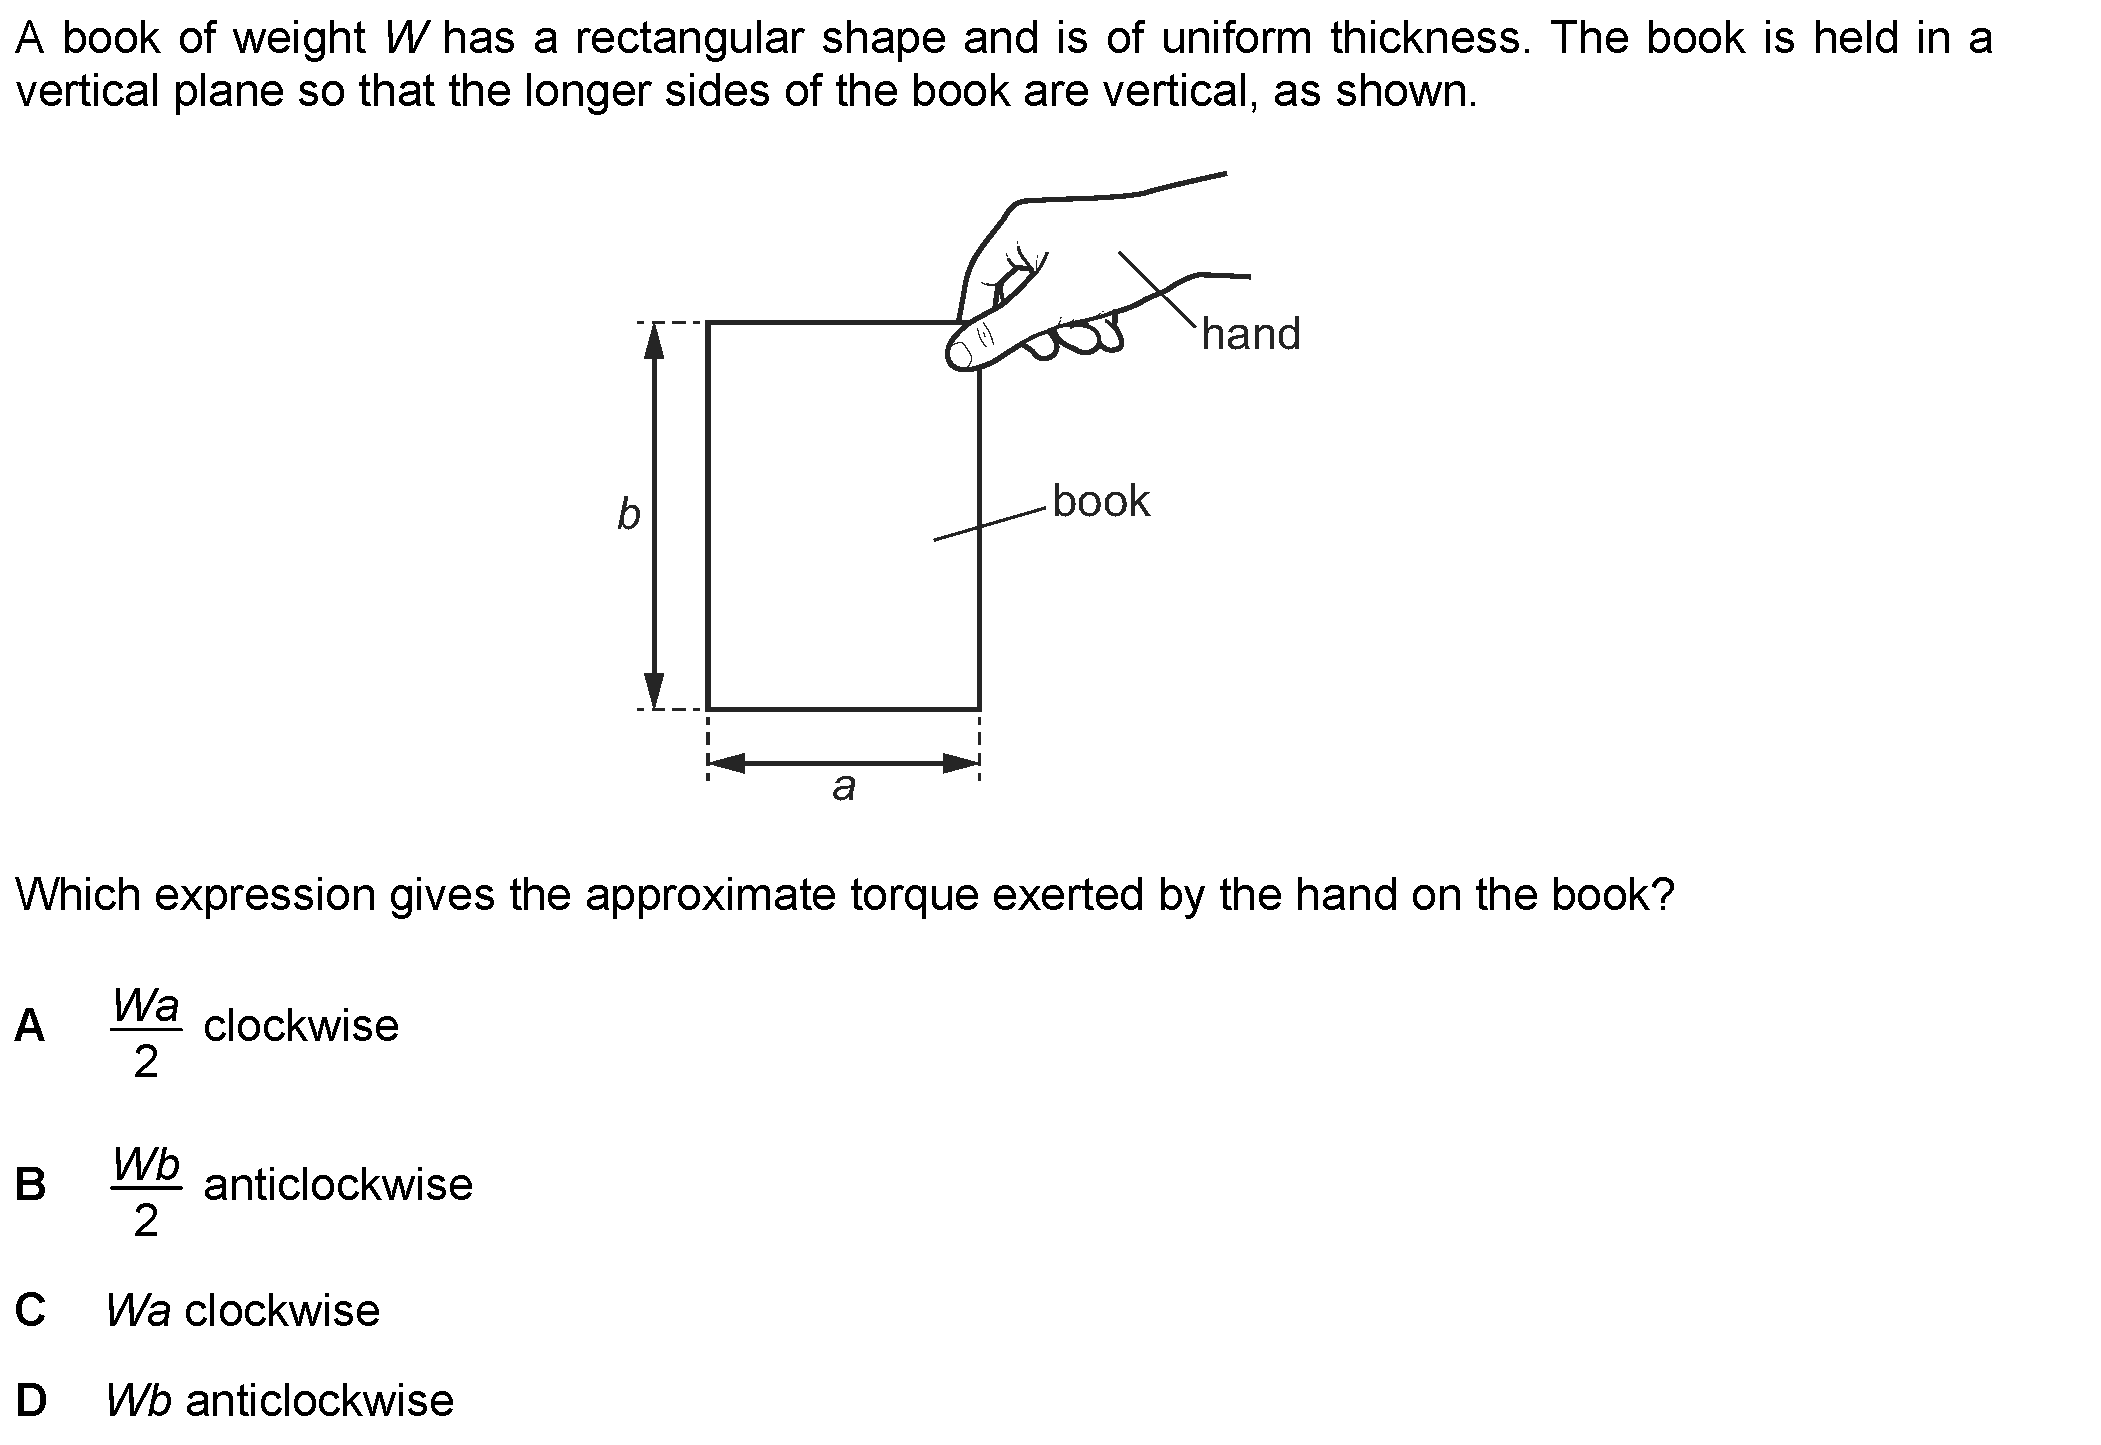 A book of weight W has a rectangular shape and is of uniform thickness. The book is held in a
vertical plane so that the longer sides of the book are vertical, as shown.
hand
book
b
a
Which expression gives the approximate torque exerted by the hand on the book?
A Wa/2 clockwise
B Wb/2 anticlockwise
C Wa clockwise
D Wb anticlockwise